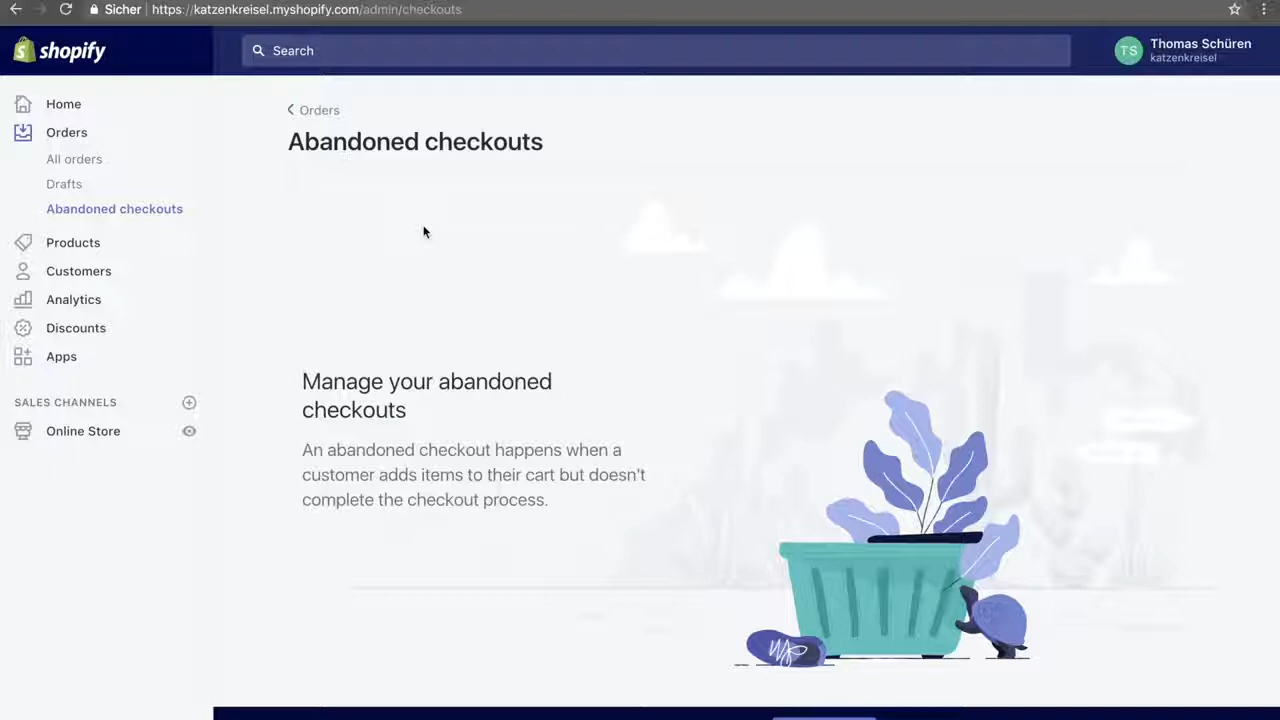 Sicher
https://katzenkreisel.myshopify.com/admin/checkouts
shopify
Search
TS
Thomas Schüren
katzenkreisel
Home
Orders
All orders
Drafts
Abandoned checkouts
Products
Customers
Analytics
Discounts
Apps
SALES CHANNELS
Online Store
Orders
Abandoned checkouts
Manage your abandoned
checkouts
An abandoned checkout happens when a
customer adds items to their cart but doesn't
complete the checkout process.